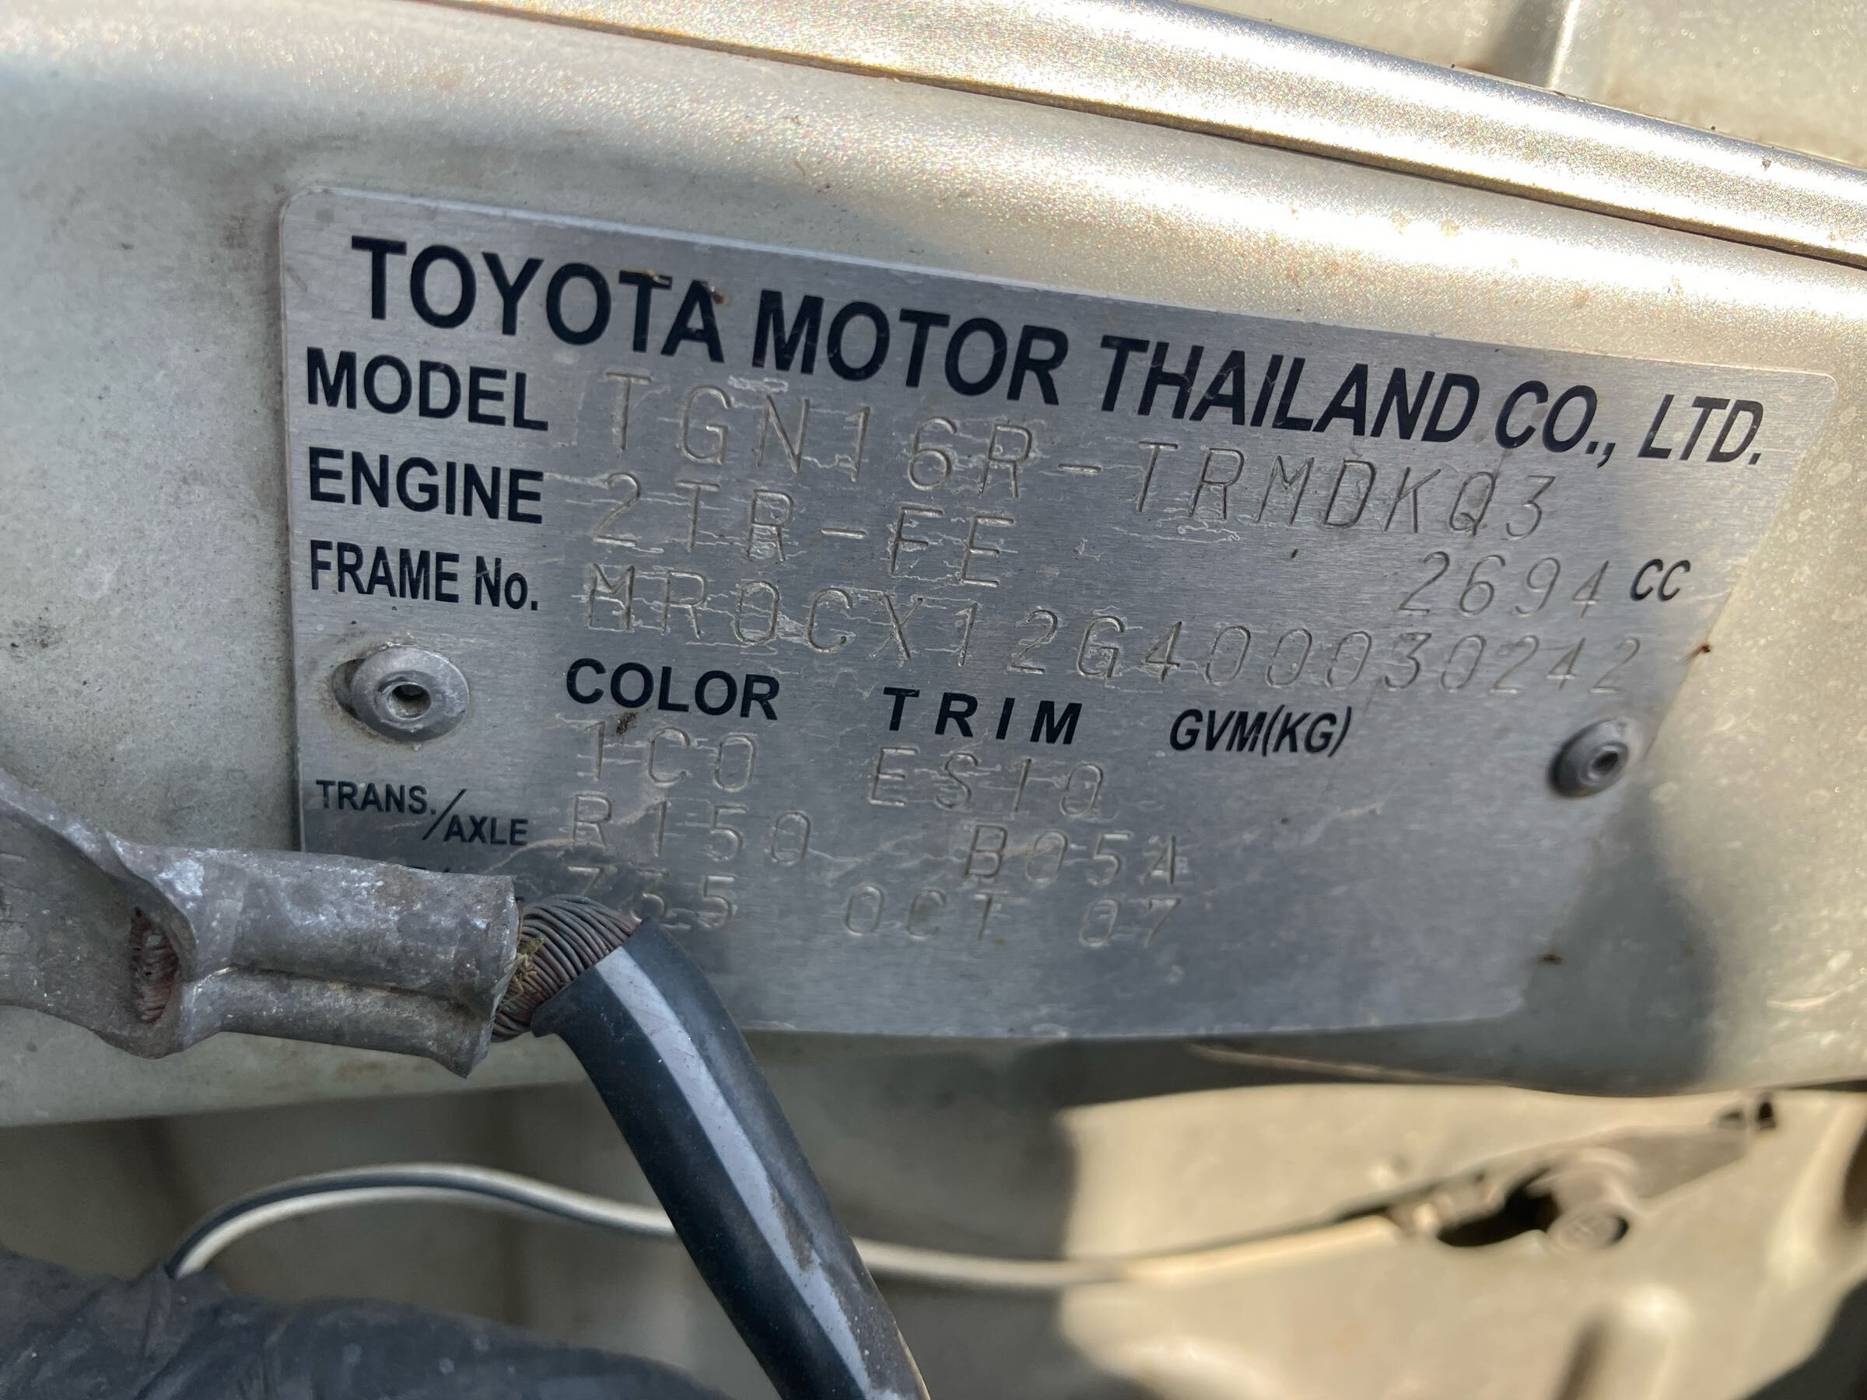 TOYOTA MOTOR THAILAND CO., LTD.
MODEL TGN16R-TRMDKQ3
ENGINE 2TR-FE 2694 CC
FRAME No. MR0CX12G400030242
COLOR TRIM GVM(KG)
1C0 ES10
TRANS./AXLE R150 B05A
OCT 07